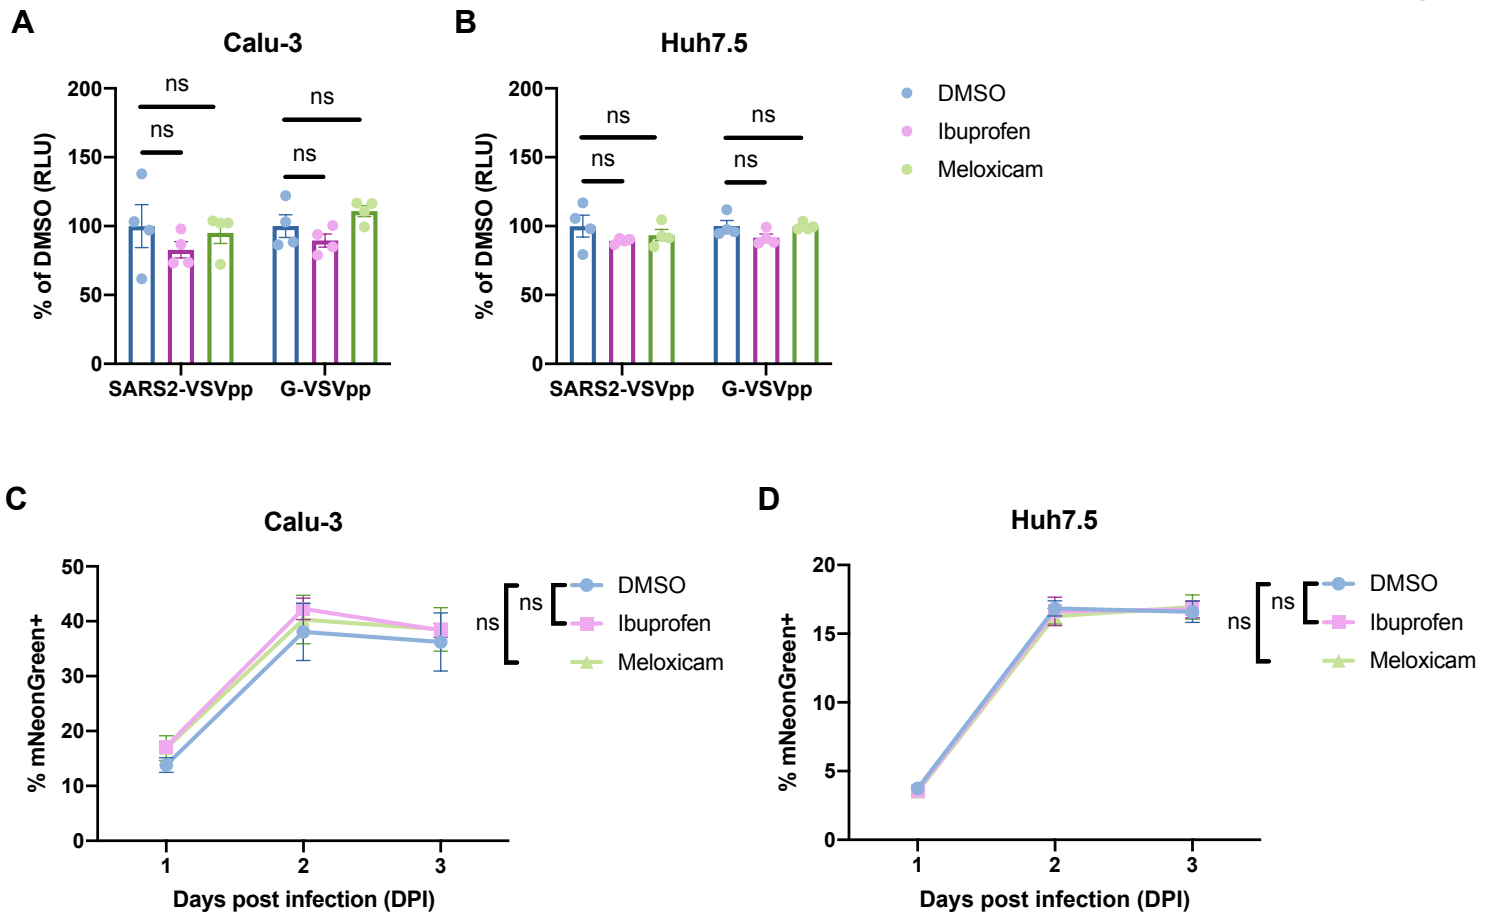 A
B
Calu-3
Huh7.5
% of DMSO (RLU)
200
150
100
50
0
ns
ns
ns
ns
SARS2-VSVpp
G-VSVpp
% of DMSO (RLU)
200
150
100
50
0
ns
ns
ns
ns
SARS2-VSVpp
G-VSVpp
DMSO
Ibuprofen
Meloxicam
C
Calu-3
% mNeonGreen+
50
40
30
20
10
0
1 2 3
Days post infection (DPI)
ns
ns
DMSO
Ibuprofen
Meloxicam
D
Huh7.5
% mNeonGreen+
20
15
10
5
0
1 2 3
Days post infection (DPI)
ns
ns
DMSO
Ibuprofen
Meloxicam